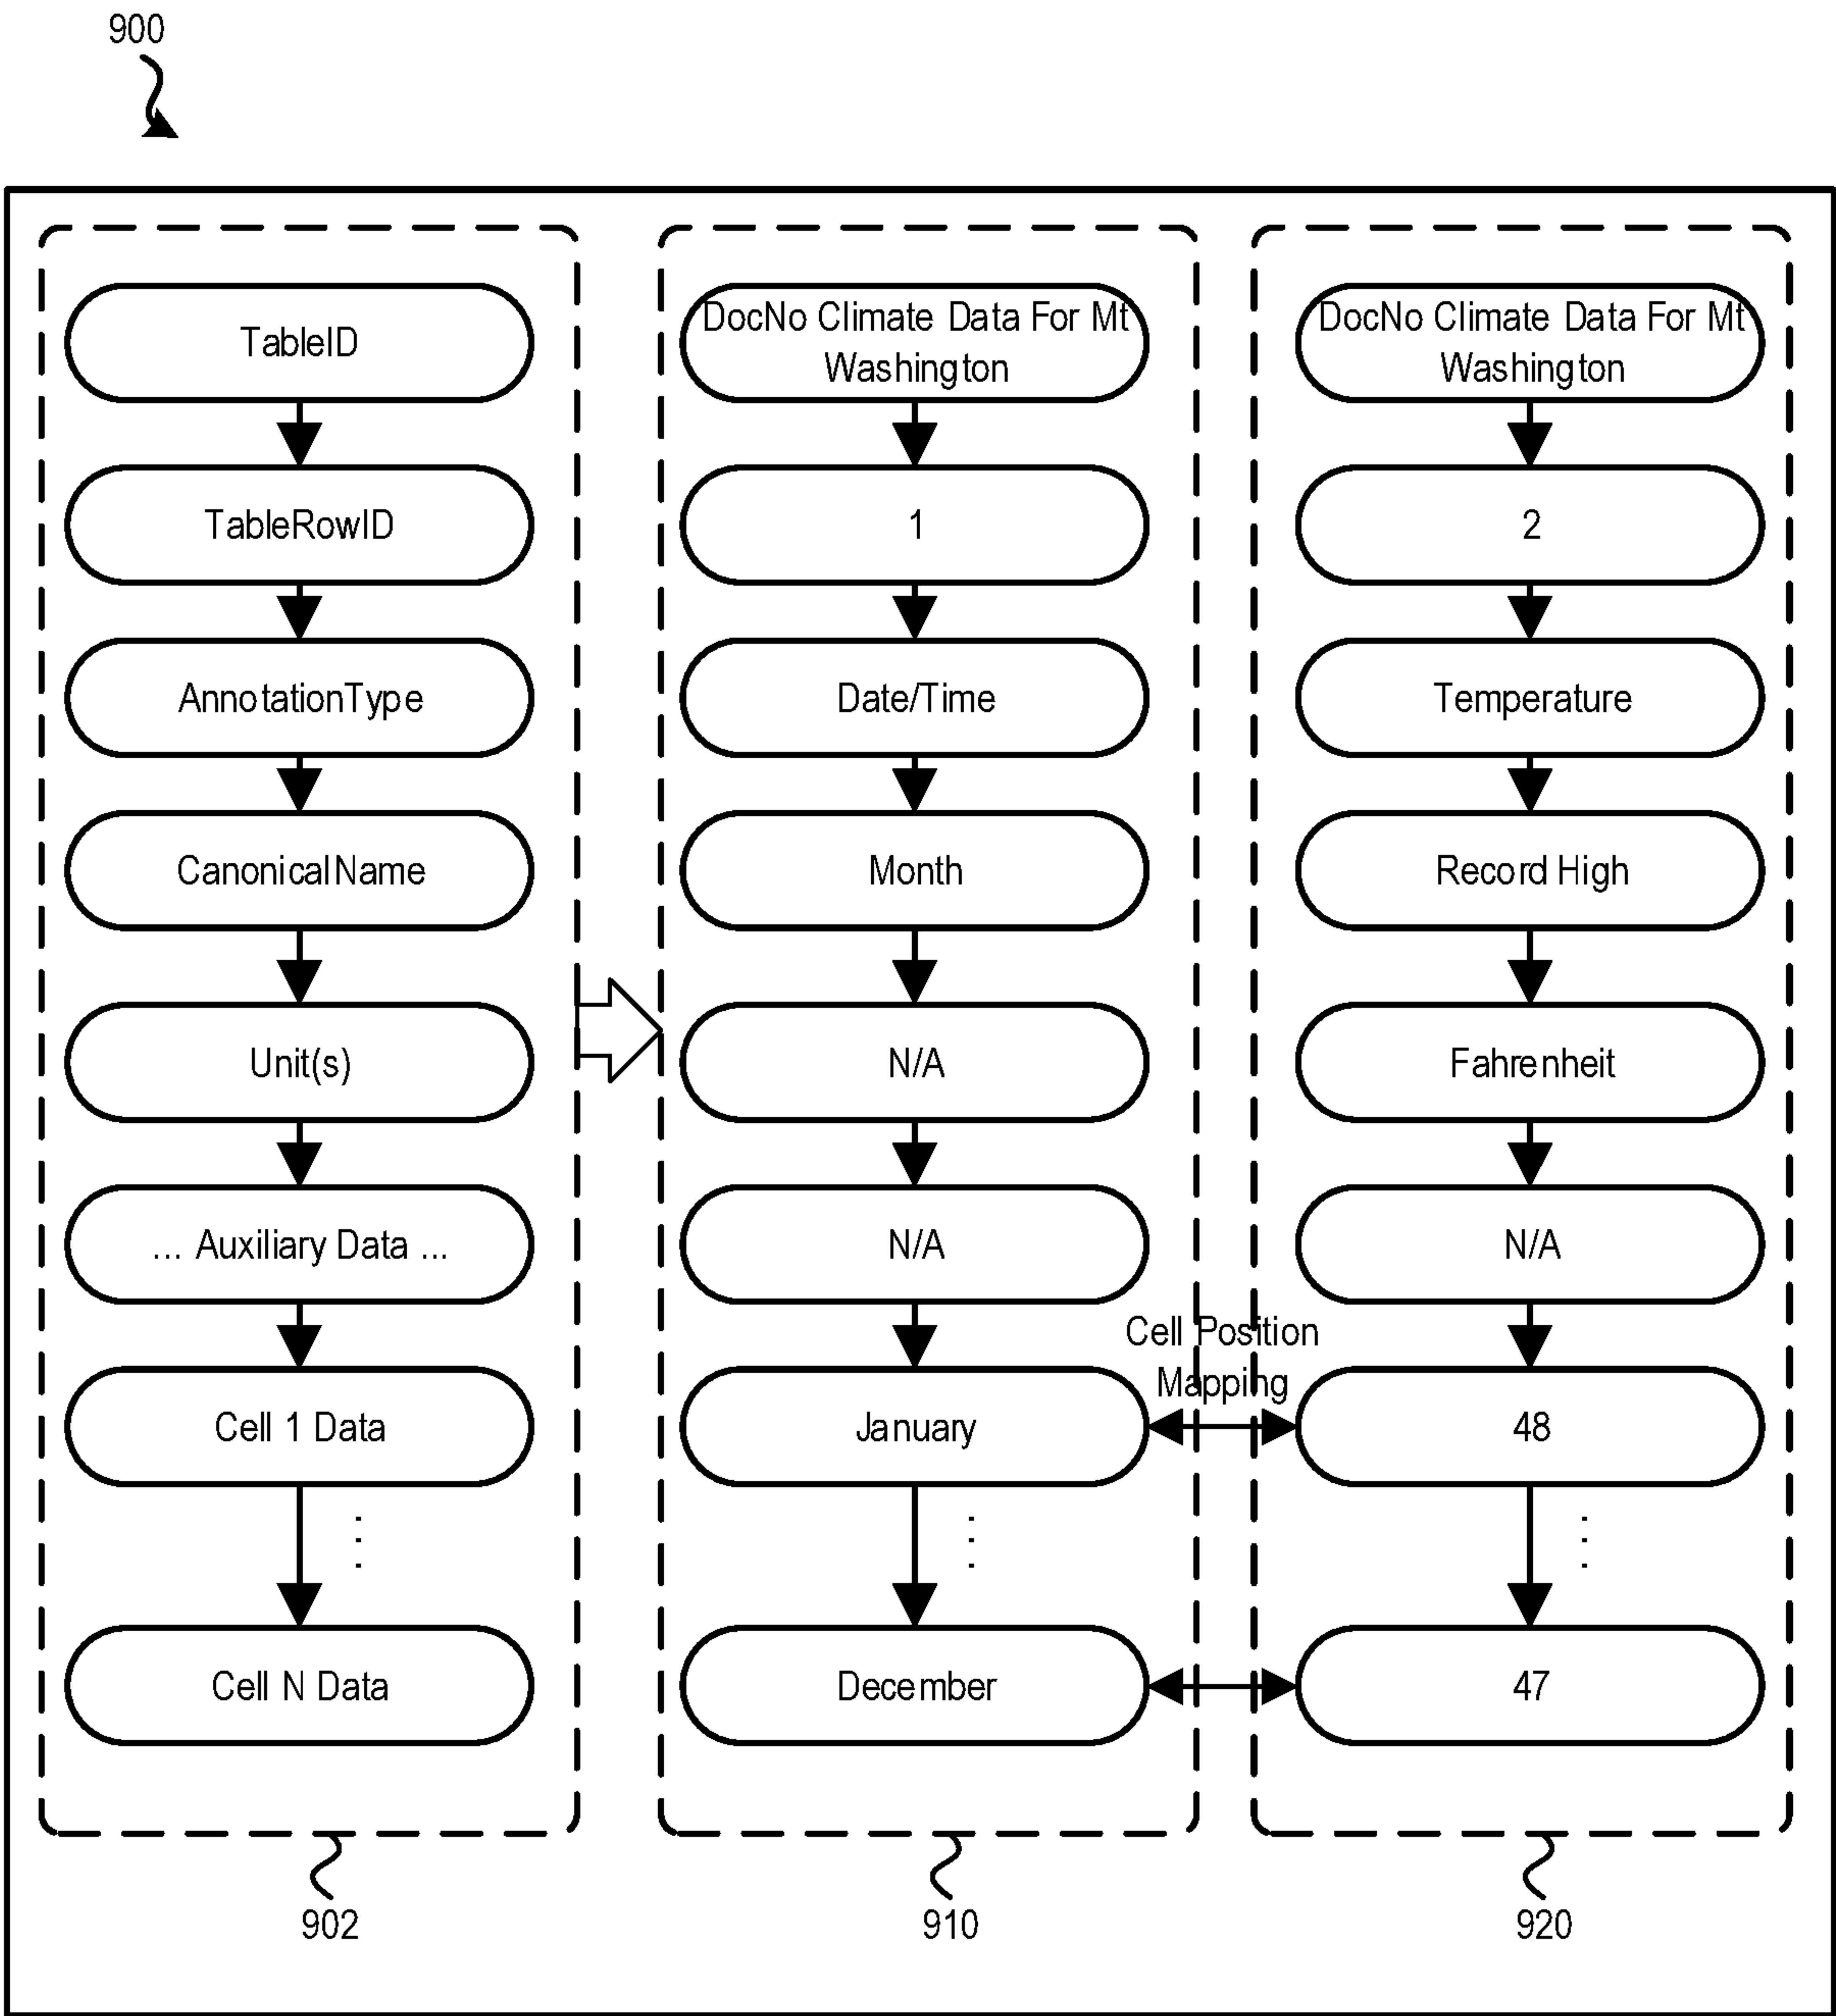 900
TableID
TableRowID
AnnotationType
CanonicalName
Unit(s)
... Auxiliary Data ...
Cell 1 Data
⋮
Cell N Data
902
DocNo Climate Data For Mt
Washington
1
Date/Time
Month
N/A
N/A
January
⋮
December
910
Cell Position
Mapping
DocNo Climate Data For Mt
Washington
2
Temperature
Record High
Fahrenheit
N/A
48
⋮
47
920